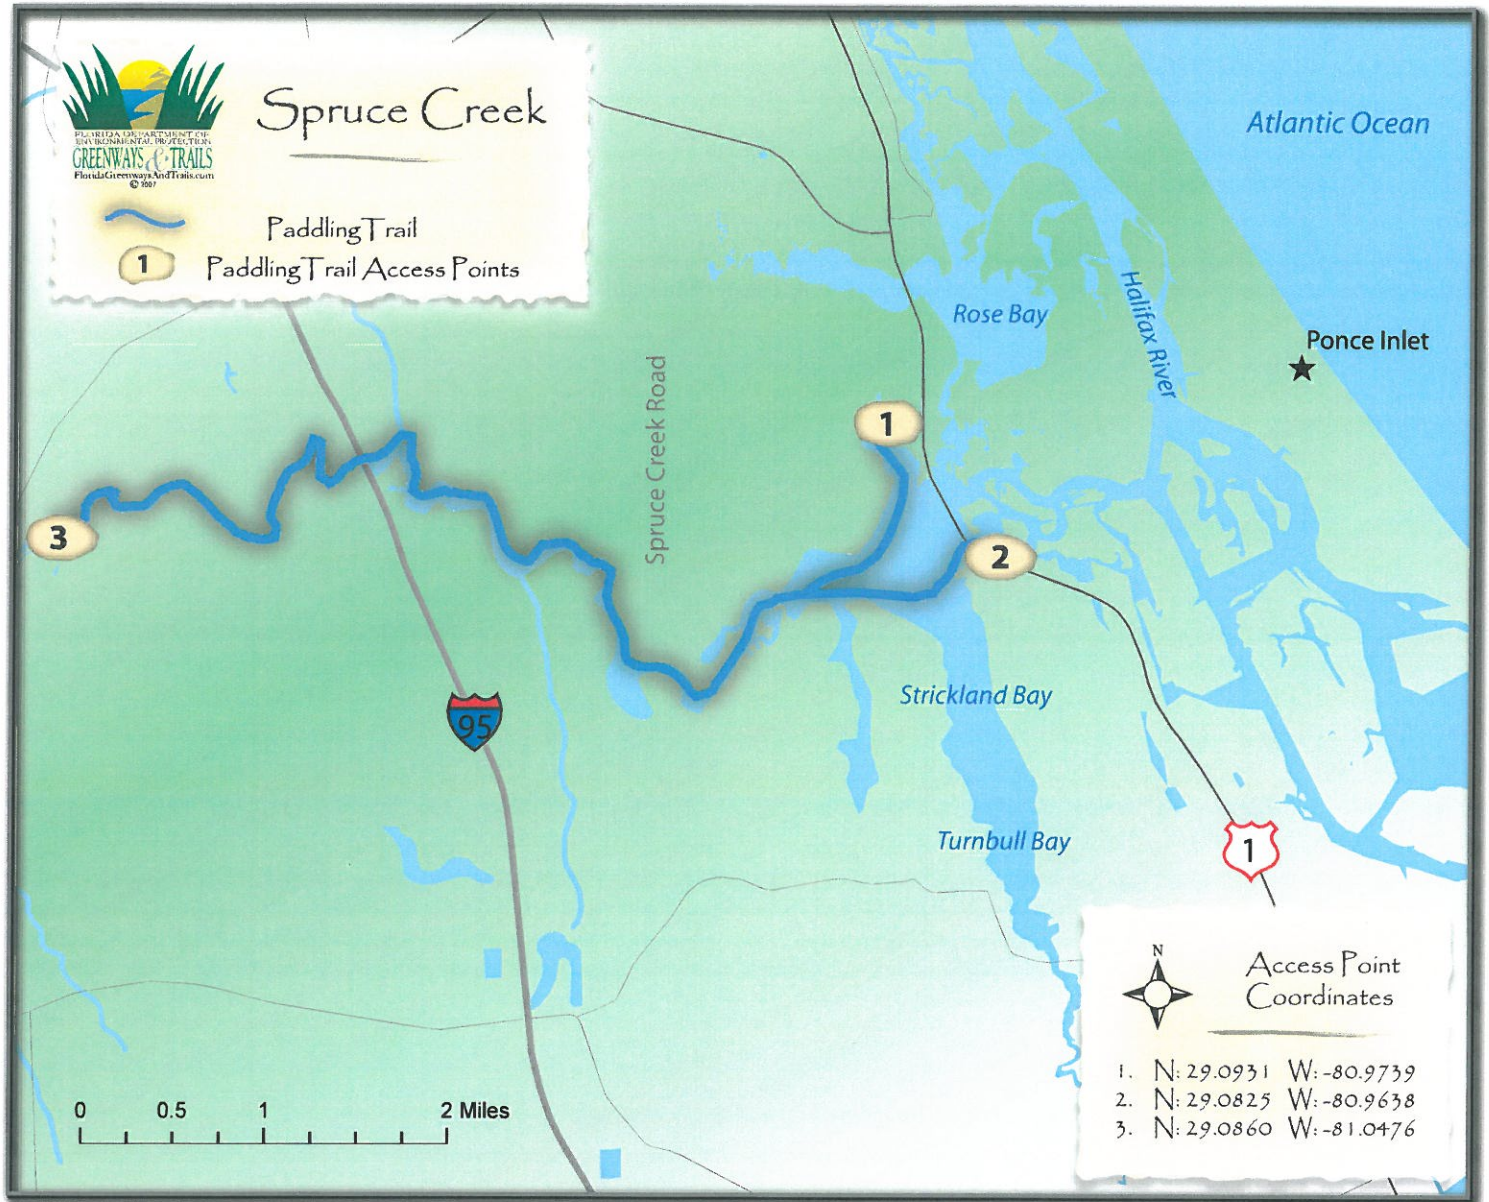 FLORIDA DEPARTMENT OF
ENVIRONMENTAL PROTECTION
GREENWAYS & TRAILS
FloridaGreenwaysAndTrails.com
© 2007
Spruce Creek
Paddling Trail
1
Paddling Trail Access Points
Atlantic Ocean
Rose Bay
Halifax River
Ponce Inlet
Spruce Creek Road
1
2
3
95
Strickland Bay
Turnbull Bay
1
N
Access Point
Coordinates
1. N: 29.0931 W: -80.9739
2. N: 29.0825 W: -80.9638
3. N: 29.0860 W: -81.0476
0 0.5 1 2 Miles